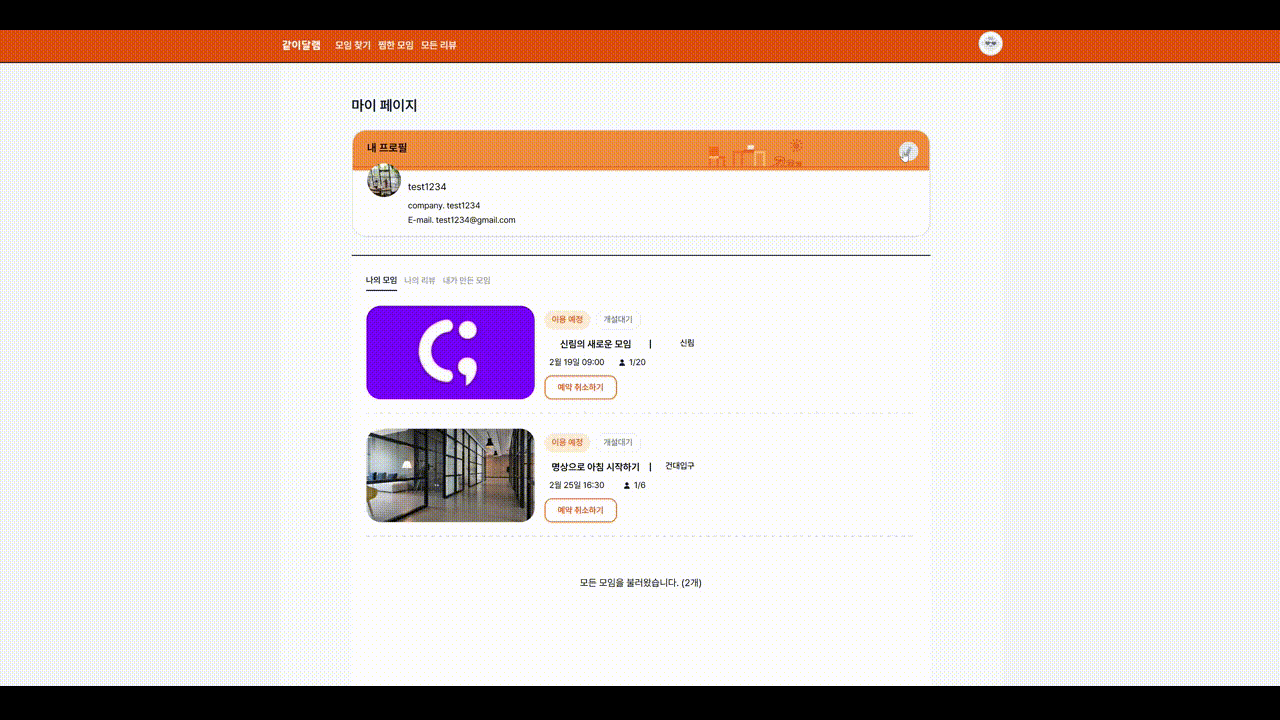 같이달램 모임 찾기 찜한 모임 모든 리뷰
마이 페이지
내 프로필
test1234
company. test1234
E-mail. test1234@gmail.com
나의 모임 나의 리뷰 내가 만든 모임
이용 예정 개설대기
신림의 새로운 모임 | 신림
2월 19일 09:00 1/20
예약 취소하기
이용 예정 개설대기
명상으로 아침 시작하기 | 건대입구
2월 25일 16:30 1/6
예약 취소하기
모든 모임을 불러왔습니다. (2개)